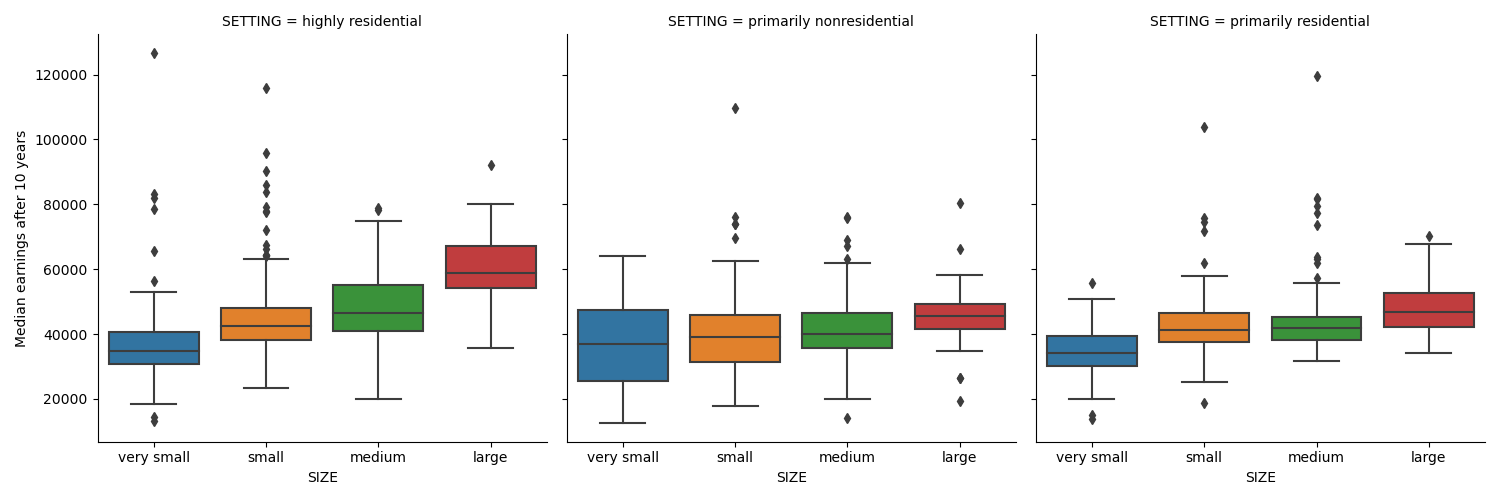 SETTING = highly residential
SETTING = primarily nonresidential
SETTING = primarily residential
Median earnings after 10 years
120000
100000
80000
60000
40000
20000
very small small medium large
SIZE
very small small medium large
SIZE
very small small medium large
SIZE